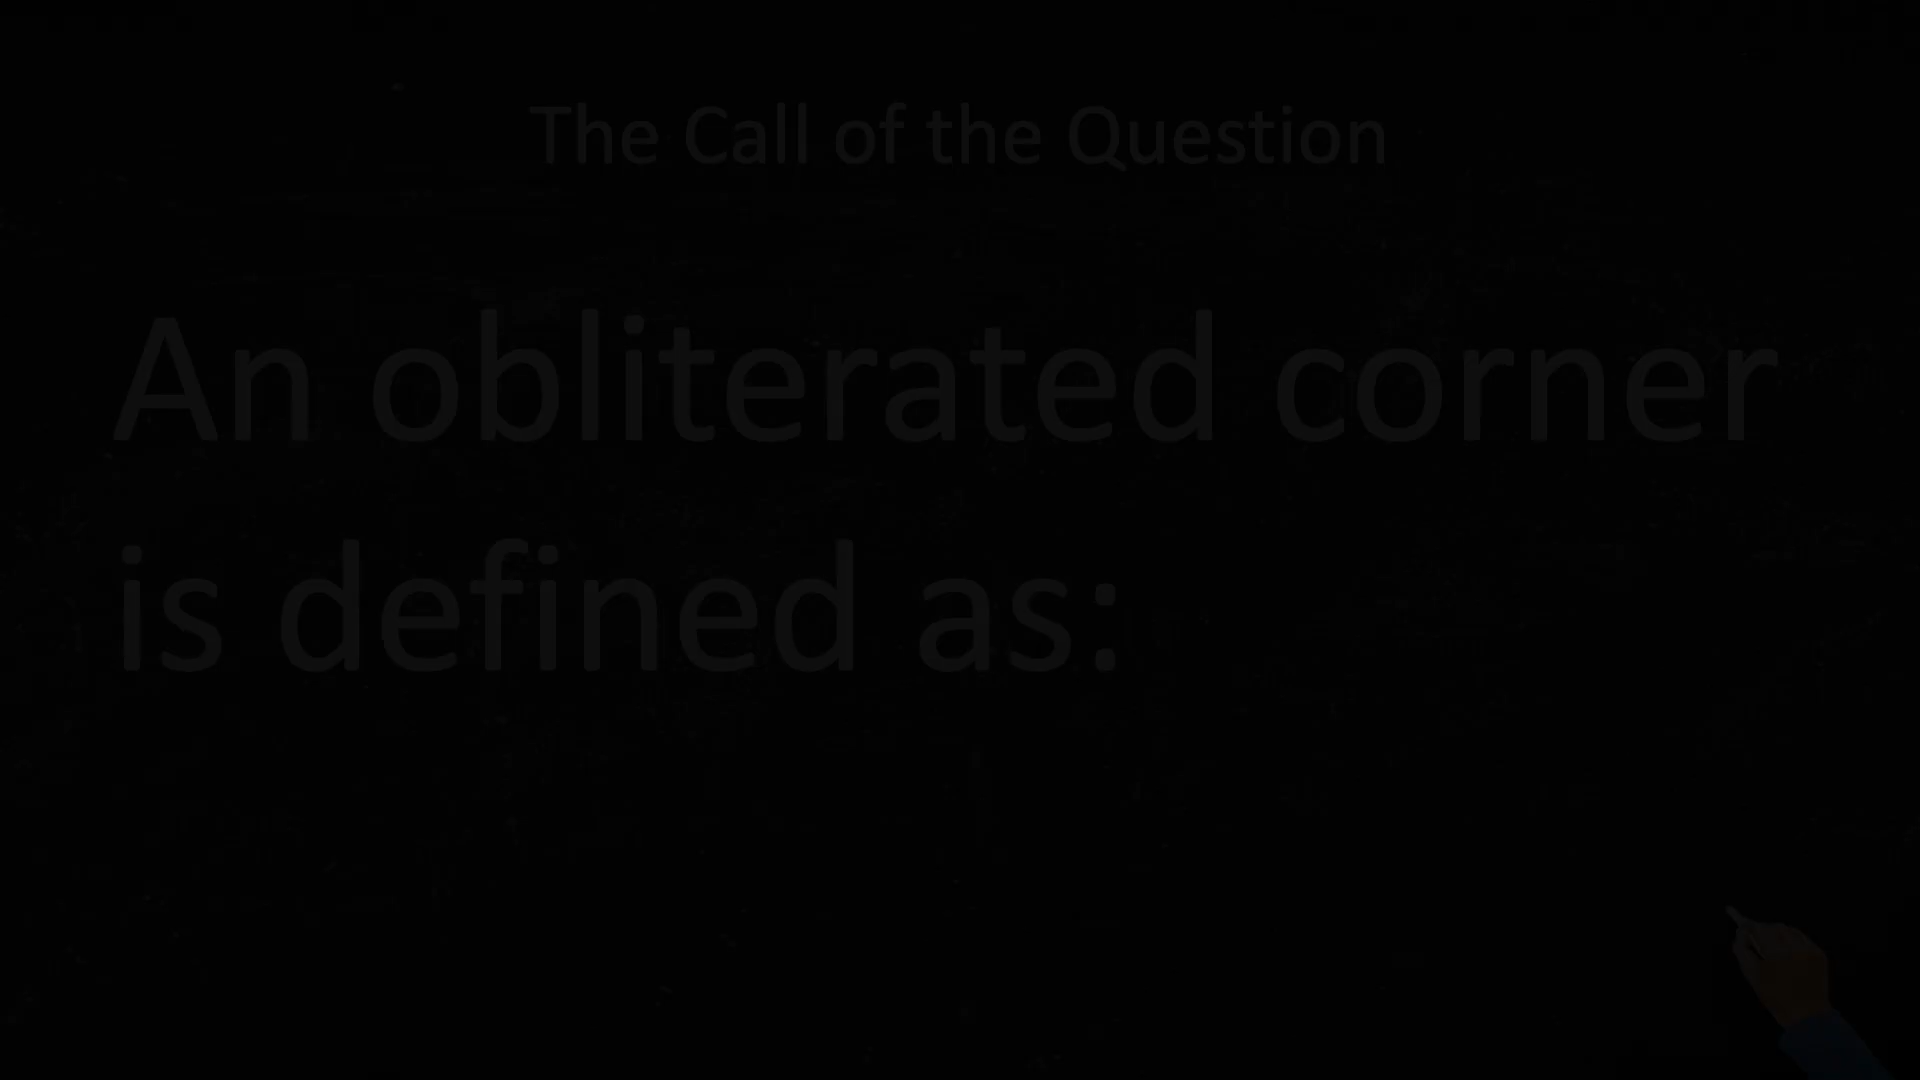 The Call of the Question
An obliterated corner
is defined as: